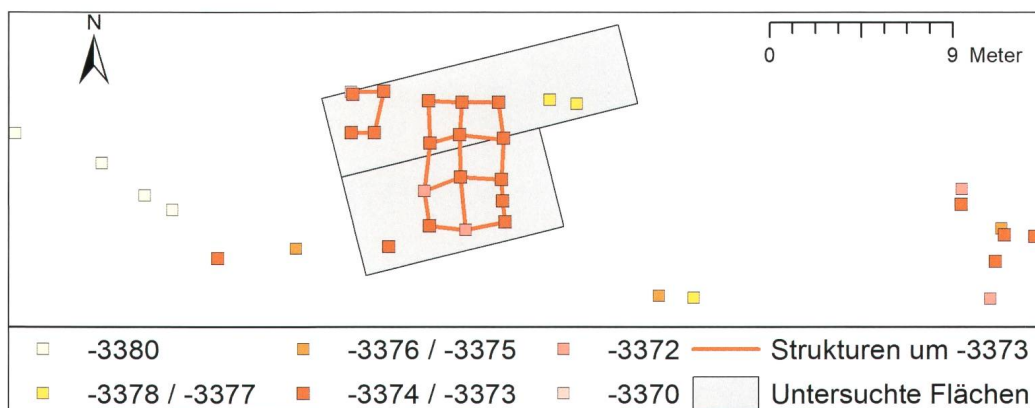 N
0 9 Meter
-3380 -3376 / -3375 -3372 Strukturen um -3373
-3378 / -3377 -3374 / -3373 -3370 Untersuchte Flächen